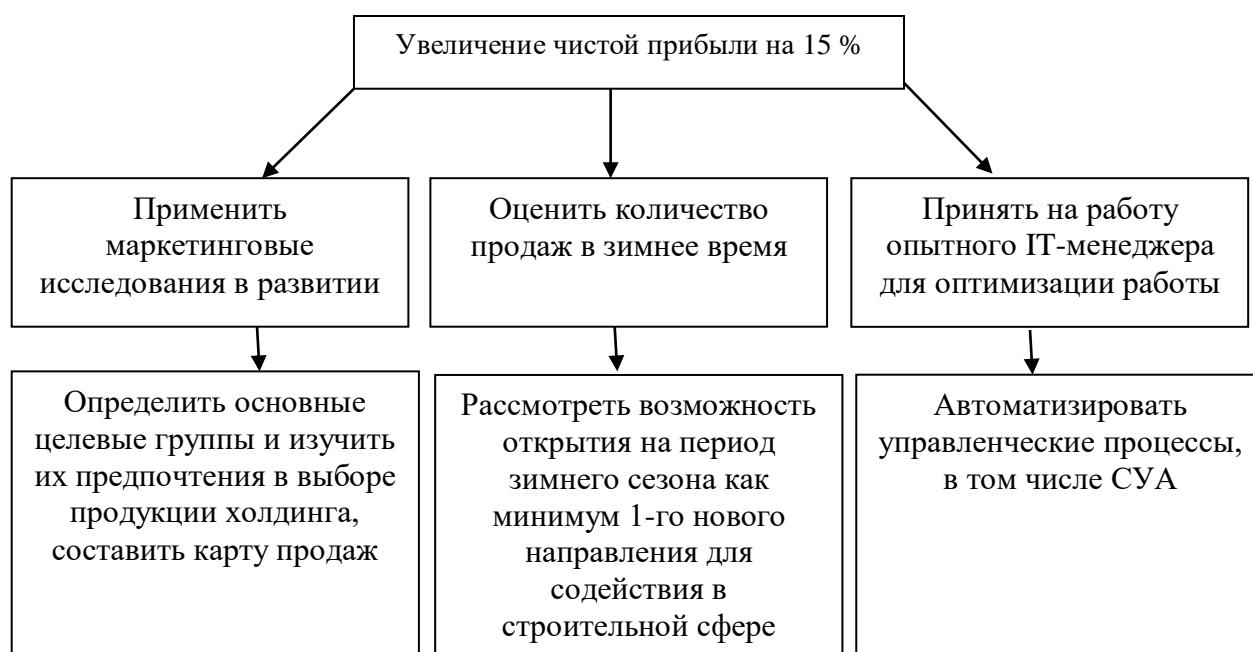 Увеличение чистой прибыли на 15 %
Применить
маркетинговые
исследования в развитии
Оценить количество
продаж в зимнее время
Принять на работу
опытного IT-менеджера
для оптимизации работы
Определить основные
целевые группы и изучить
их предпочтения в выборе
продукции холдинга,
составить карту продаж
Рассмотреть возможность
открытия на период
зимнего сезона как
минимум 1-го нового
направления для
содействия в
строительной сфере
Автоматизировать
управленческие процессы,
в том числе СУА